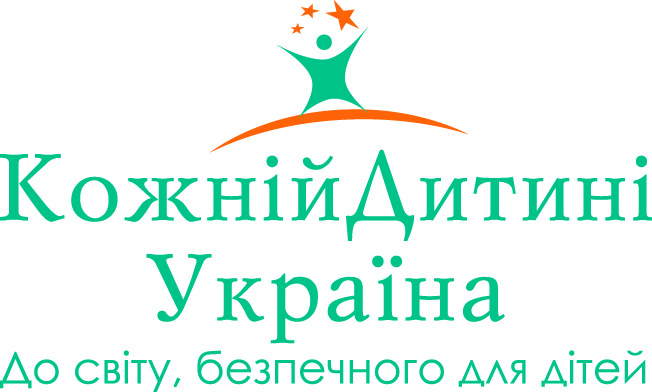 КожнійДитині
Україна
До світу, безпечного для дітей